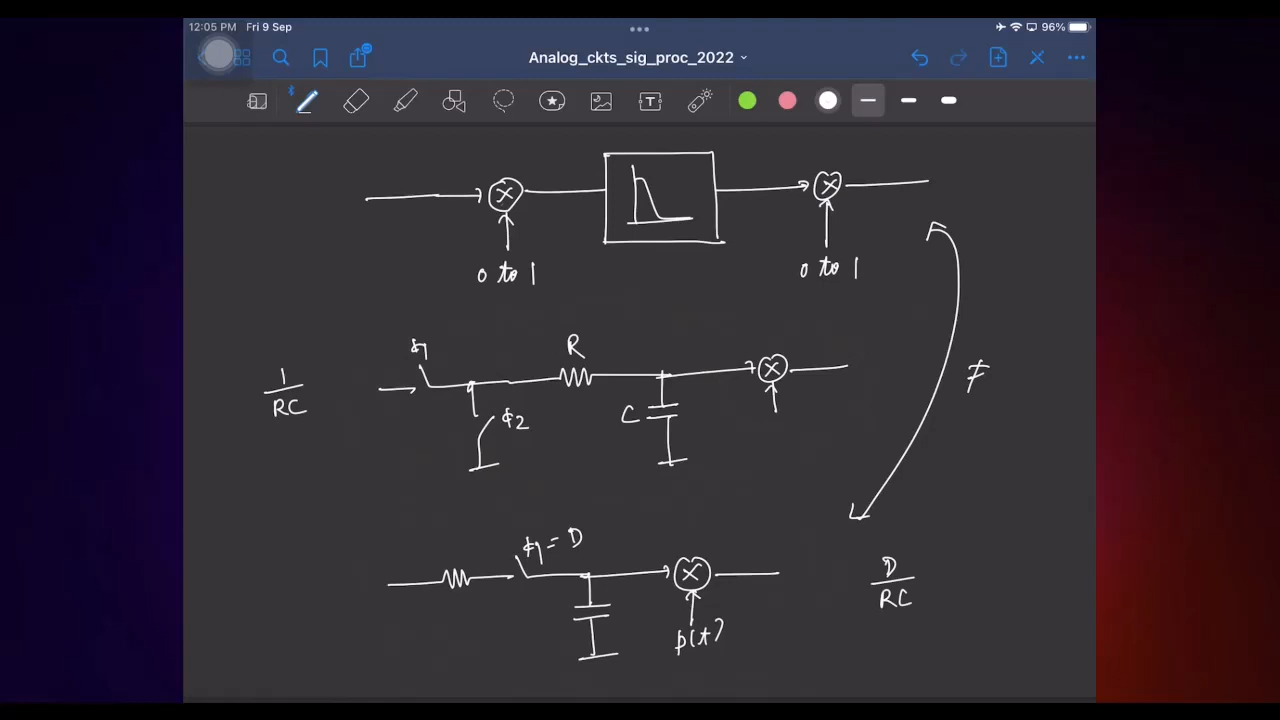 12:05 PM Fri 9 Sep
96%
Analog_ckts_sig_proc_2022
0 to 1
0 to 1
ϕ1
R
1/RC
ϕ2
C
≠
ϕ1 = D
D/RC
p(t)